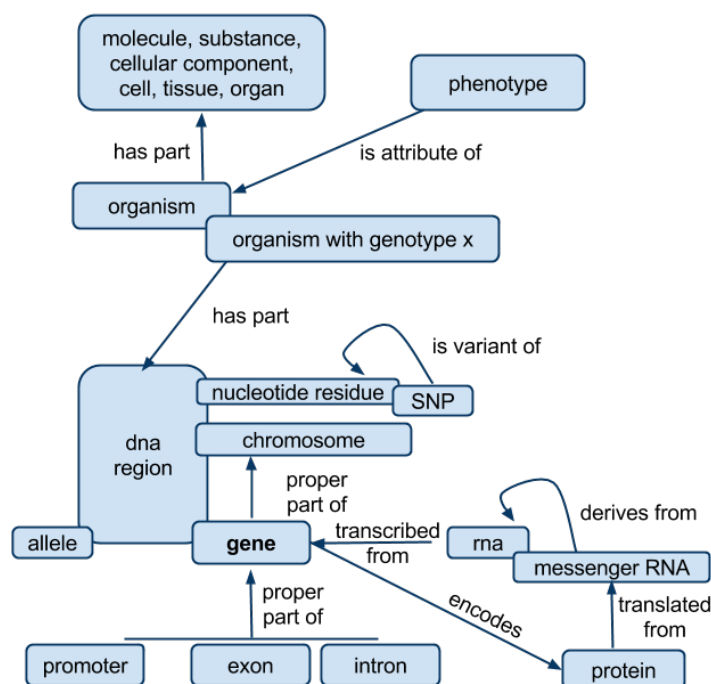 molecule, substance,
cellular component,
cell, tissue, organ
phenotype
has part
is attribute of
organism
organism with genotype x
has part
is variant of
nucleotide residue
SNP
dna
region
chromosome
proper
part of
derives from
allele
gene
transcribed
from
rna
messenger RNA
proper
part of
encodes
translated
from
promoter
exon
intron
protein